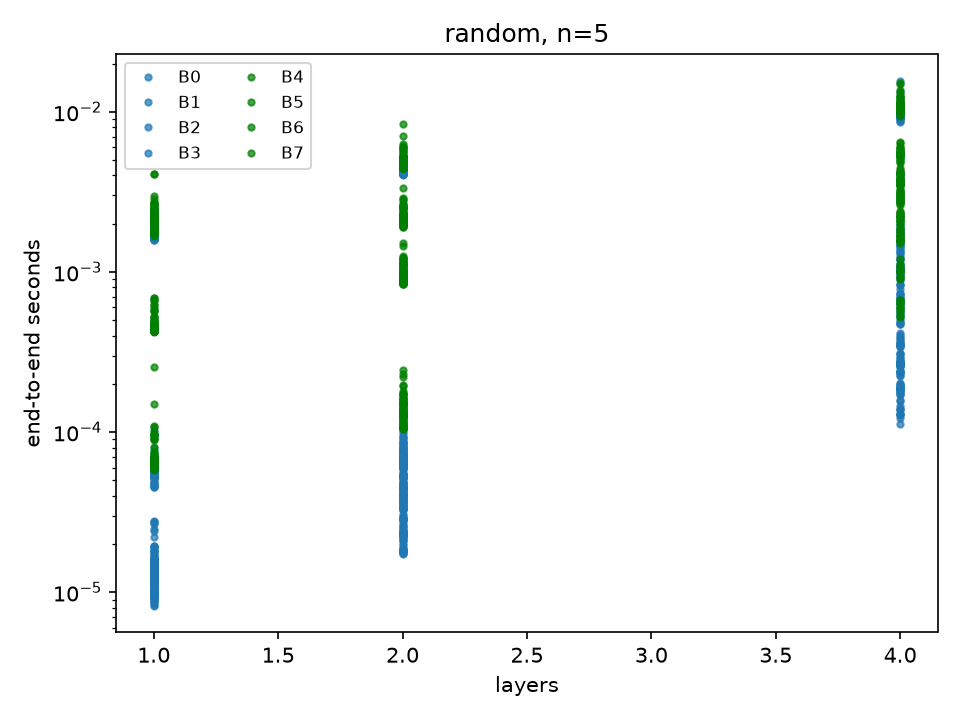 random, n=5
B0 B4
B1 B5
B2 B6
B3 B7
10⁻²
10⁻³
10⁻⁴
10⁻⁵
end-to-end seconds
1.0 1.5 2.0 2.5 3.0 3.5 4.0
layers